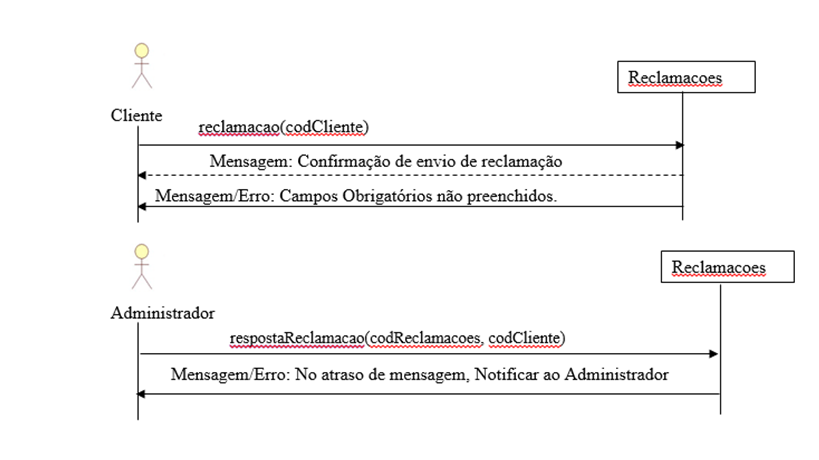 Reclamacoes
Cliente
reclamacao(codCliente)
Mensagem: Confirmação de envio de reclamação
Mensagem/Erro: Campos Obrigatórios não preenchidos.
Reclamacoes
Administrador
respostaReclamacao(codReclamacoes, codCliente)
Mensagem/Erro: No atraso de mensagem, Notificar ao Administrador